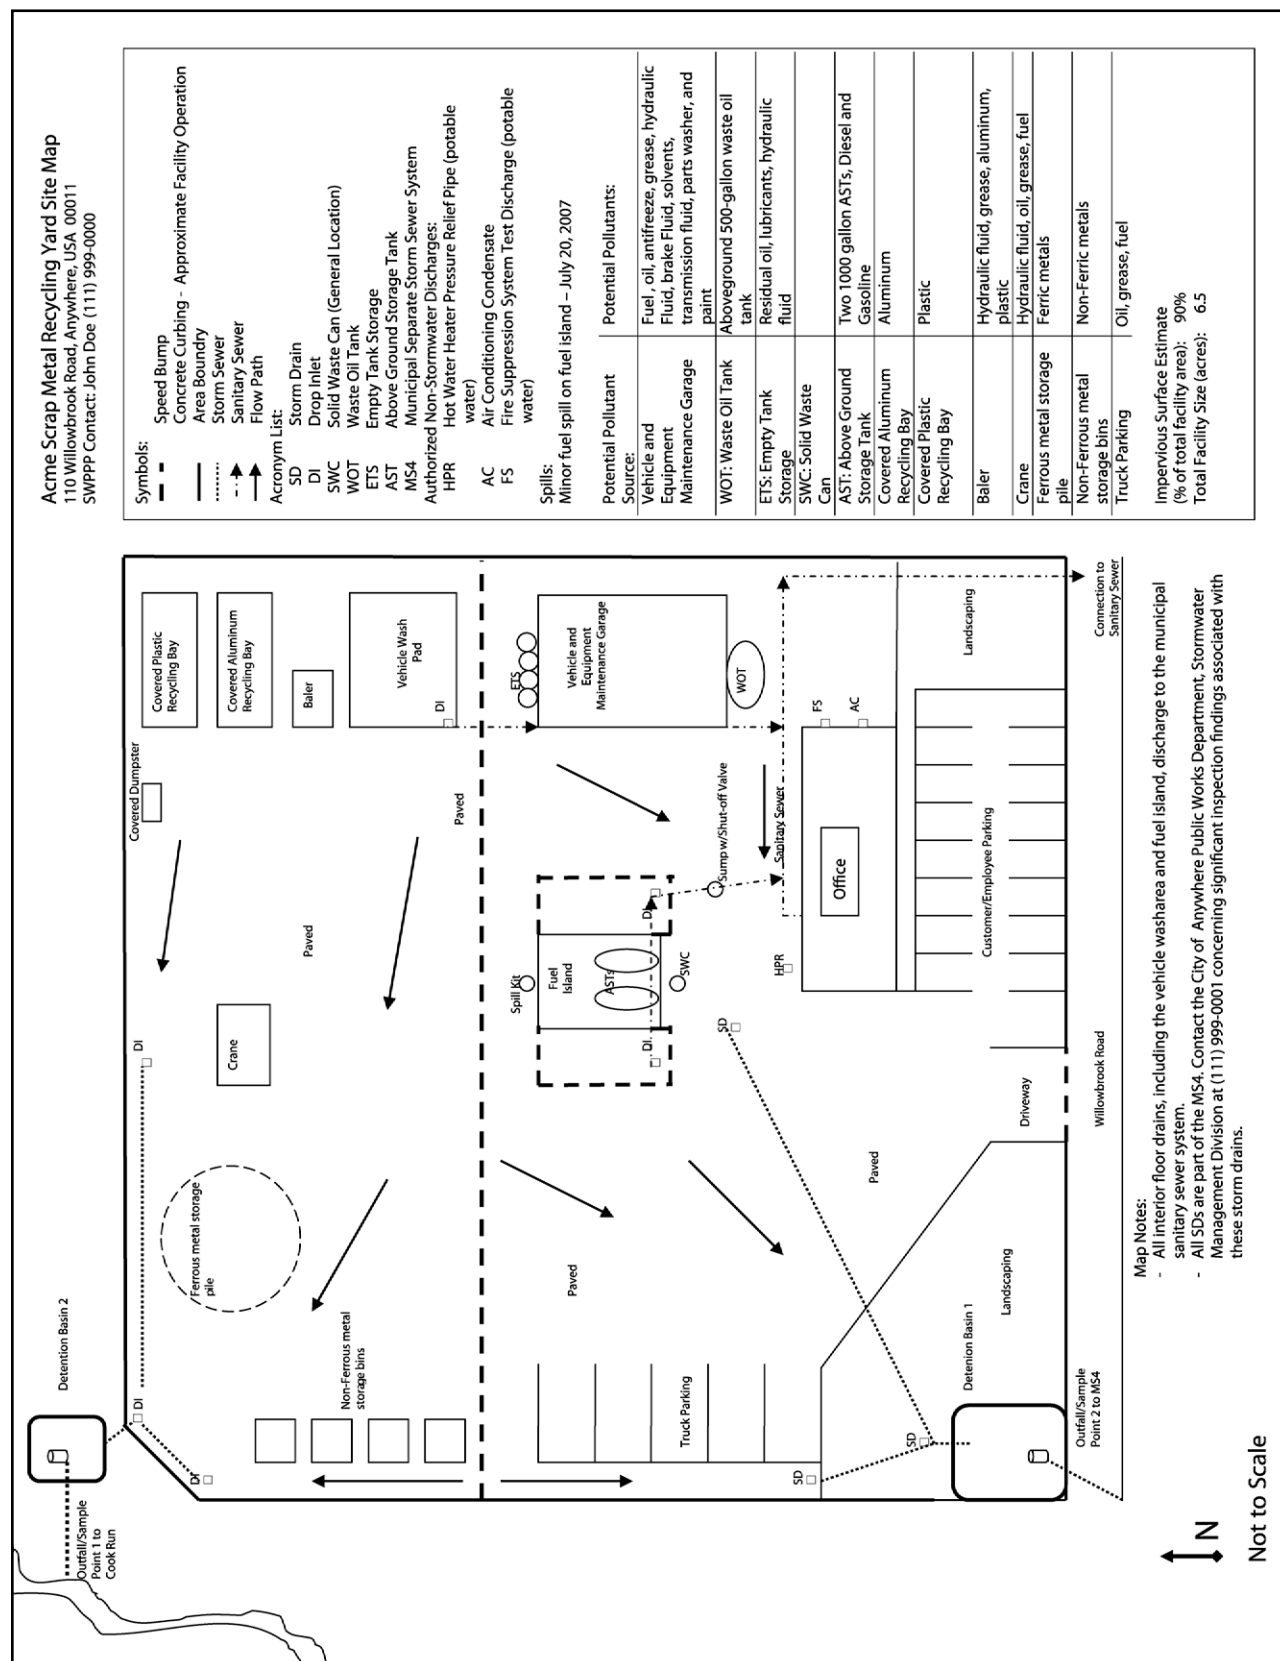 Acme Scrap Metal Recycling Yard Site Map
110 Willowbrook Road, Anywhere, USA 00011
SWPPP Contact: John Doe (111) 999-0000
Symbols:
Speed Bump
Concrete Curbing - Approximate Facility Operation
Area Boundry
Storm Sewer
Sanitary Sewer
Flow Path
Acronym List:
SD Storm Drain
DI Drop Inlet
SWC Solid Waste Can (General Location)
WOT Waste Oil Tank
ETS Empty Tank Storage
AST Above Ground Storage Tank
MS4 Municipal Separate Storm Sewer System
Authorized Non-Stormwater Discharges:
HPR Hot Water Heater Pressure Relief Pipe (potable
water)
AC Air Conditioning Condensate
FS Fire Suppression System Test Discharge (potable
water)
Spills:
Minor fuel spill on fuel island – July 20, 2007
Potential Pollutant
Source:
Potential Pollutants:
Vehicle and
Equipment
Maintenance Garage
Fuel , oil, antifreeze, grease, hydraulic
Fluid, brake Fluid, solvents,
transmission fluid, parts washer, and
paint
WOT: Waste Oil Tank
Aboveground 500-gallon waste oil
tank
ETS: Empty Tank
Storage
Residual oil, lubricants, hydraulic
fluid
SWC: Solid Waste
Can
AST: Above Ground
Storage Tank
Two 1000 gallon ASTs, Diesel and
Gasoline
Covered Aluminum
Recycling Bay
Aluminum
Covered Plastic
Recycling Bay
Plastic
Baler
Hydraulic fluid, grease, aluminum,
plastic
Crane
Hydraulic fluid, oil, grease, fuel
Ferrous metal storage
pile
Ferric metals
Non-Ferrous metal
storage bins
Non-Ferric metals
Truck Parking
Oil, grease, fuel
Impervious Surface Estimate
(% of total facility area): 90%
Total Facility Size (acres): 6.5
Detention Basin 2
Outfall/Sample
Point 1 to
Cook Run
DI
DI
DI
Covered Dumpster
Covered Plastic
Recycling Bay
Covered Aluminum
Recycling Bay
Baler
Vehicle Wash
Pad
DI
Ferrous metal storage
pile
Crane
Paved
Paved
Non-Ferrous metal
storage bins
Spill Kit
Fuel
Island
ASTs
DI
DI
SWC
ETS
Vehicle and
Equipment
Maintenance Garage
WOT
Sump w/Shut-off Valve
Sanitary Sewer
Paved
Truck Parking
SD
SD
SD
HPR
Office
FS
AC
Paved
Customer/Employee Parking
Landscaping
Detenion Basin 1
Landscaping
Driveway
Outfall/Sample
Point 2 to MS4
Willowbrook Road
Connection to
Sanitary Sewer
Map Notes:
- All interior floor drains, including the vehicle washarea and fuel island, discharge to the municipal
sanitary sewer system.
- All SDs are part of the MS4. Contact the City of Anywhere Public Works Department, Stormwater
Management Division at (111) 999-0001 concerning significant inspection findings associated with
these storm drains.
N
Not to Scale